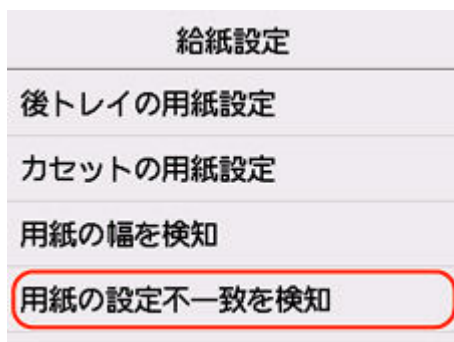 給紙設定
後トレイの用紙設定
カセットの用紙設定
用紙の幅を検知
用紙の設定不一致を検知